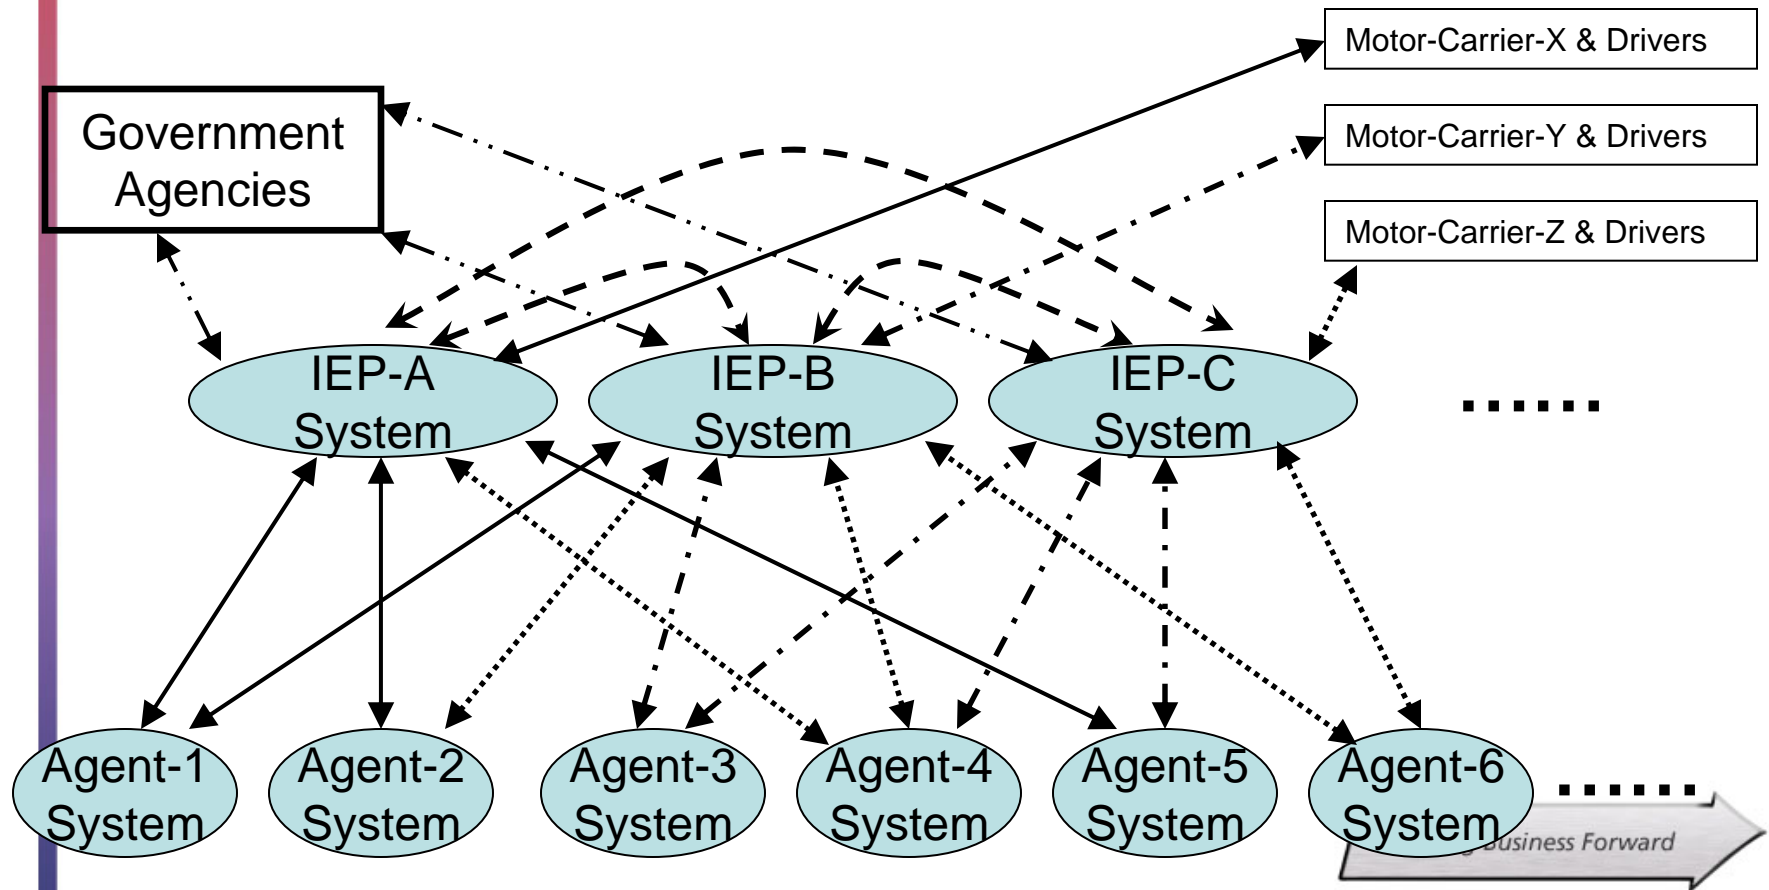 Motor-Carrier-X & Drivers
Government
Agencies
Motor-Carrier-Y & Drivers
Motor-Carrier-Z & Drivers
IEP-A
System
IEP-B
System
IEP-C
System
......
Agent-1
System
Agent-2
System
Agent-3
System
Agent-4
System
Agent-5
System
Agent-6
System
......
Business Forward